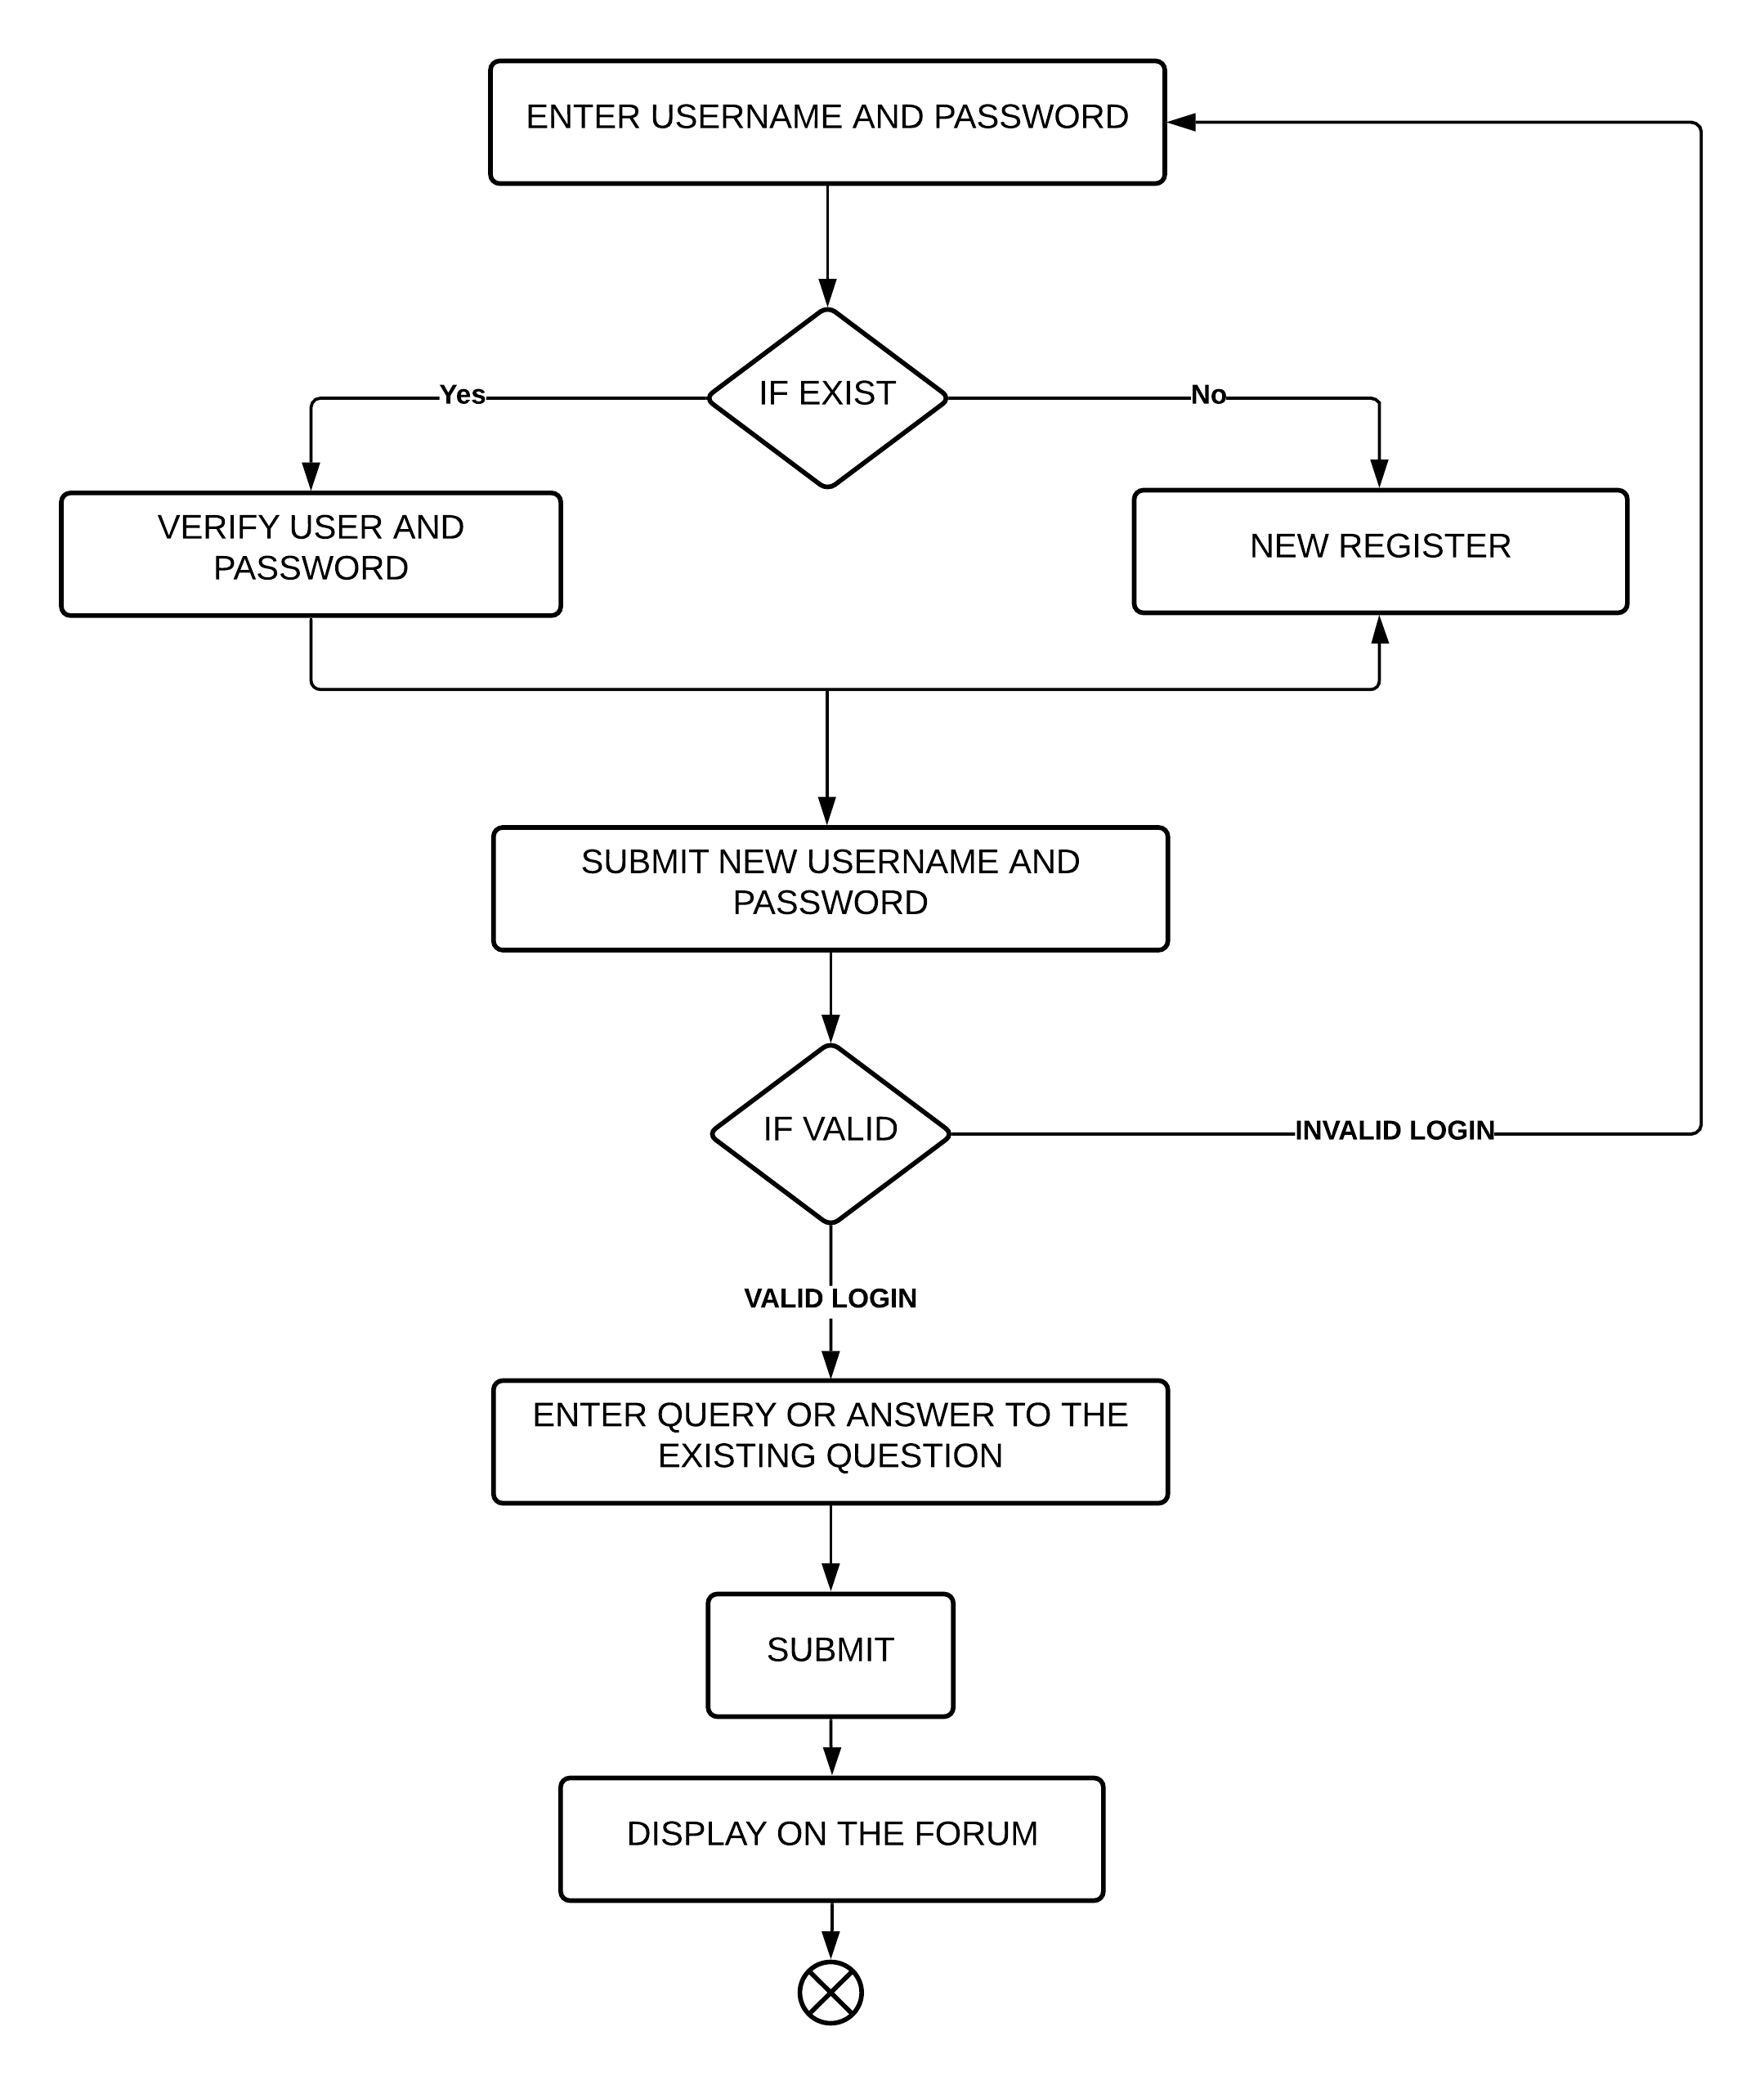 ENTER USERNAME AND PASSWORD
IF EXIST
Yes
No
VERIFY USER AND
PASSWORD
NEW REGISTER
SUBMIT NEW USERNAME AND
PASSWORD
IF VALID
INVALID LOGIN
VALID LOGIN
ENTER QUERY OR ANSWER TO THE
EXISTING QUESTION
SUBMIT
DISPLAY ON THE FORUM